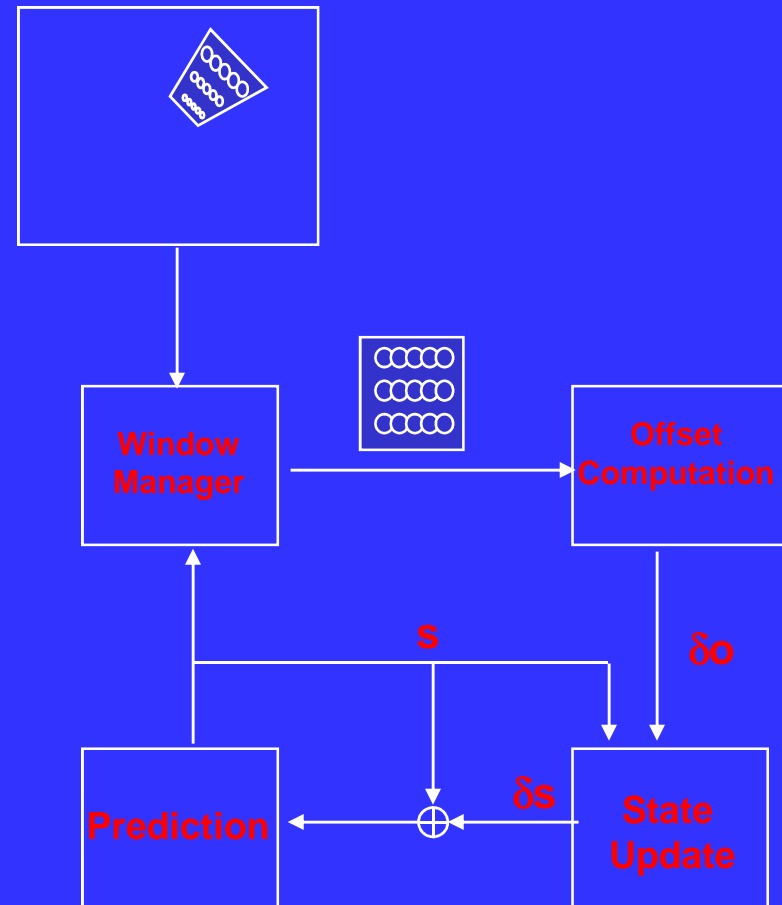 Window
Manager
Offset
Computation
s
δo
δs
Prediction
State
Update